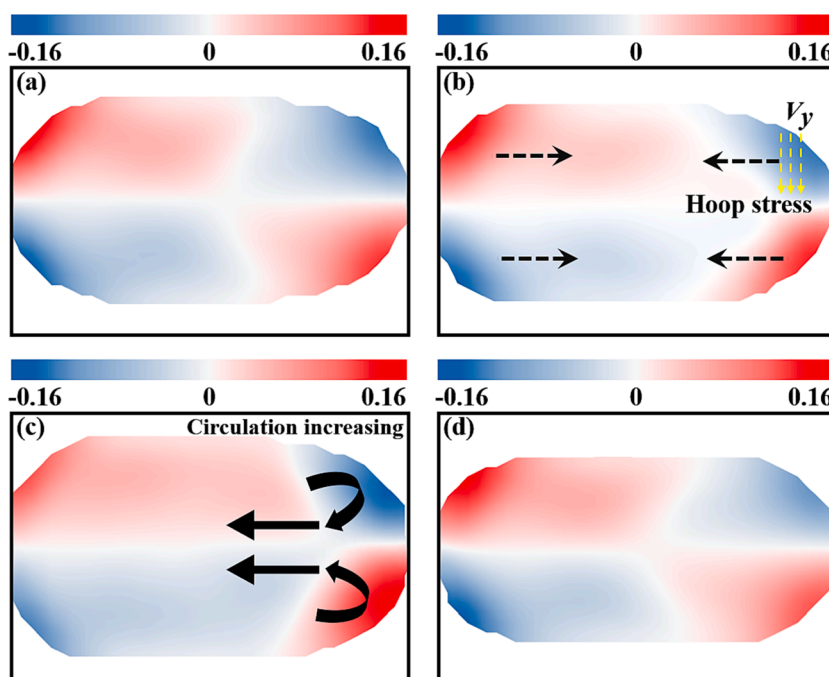 -0.16 0 0.16
(a)
-0.16 0 0.16
(b)
Vy
Hoop stress
-0.16 0 0.16
(c) Circulation increasing
-0.16 0 0.16
(d)